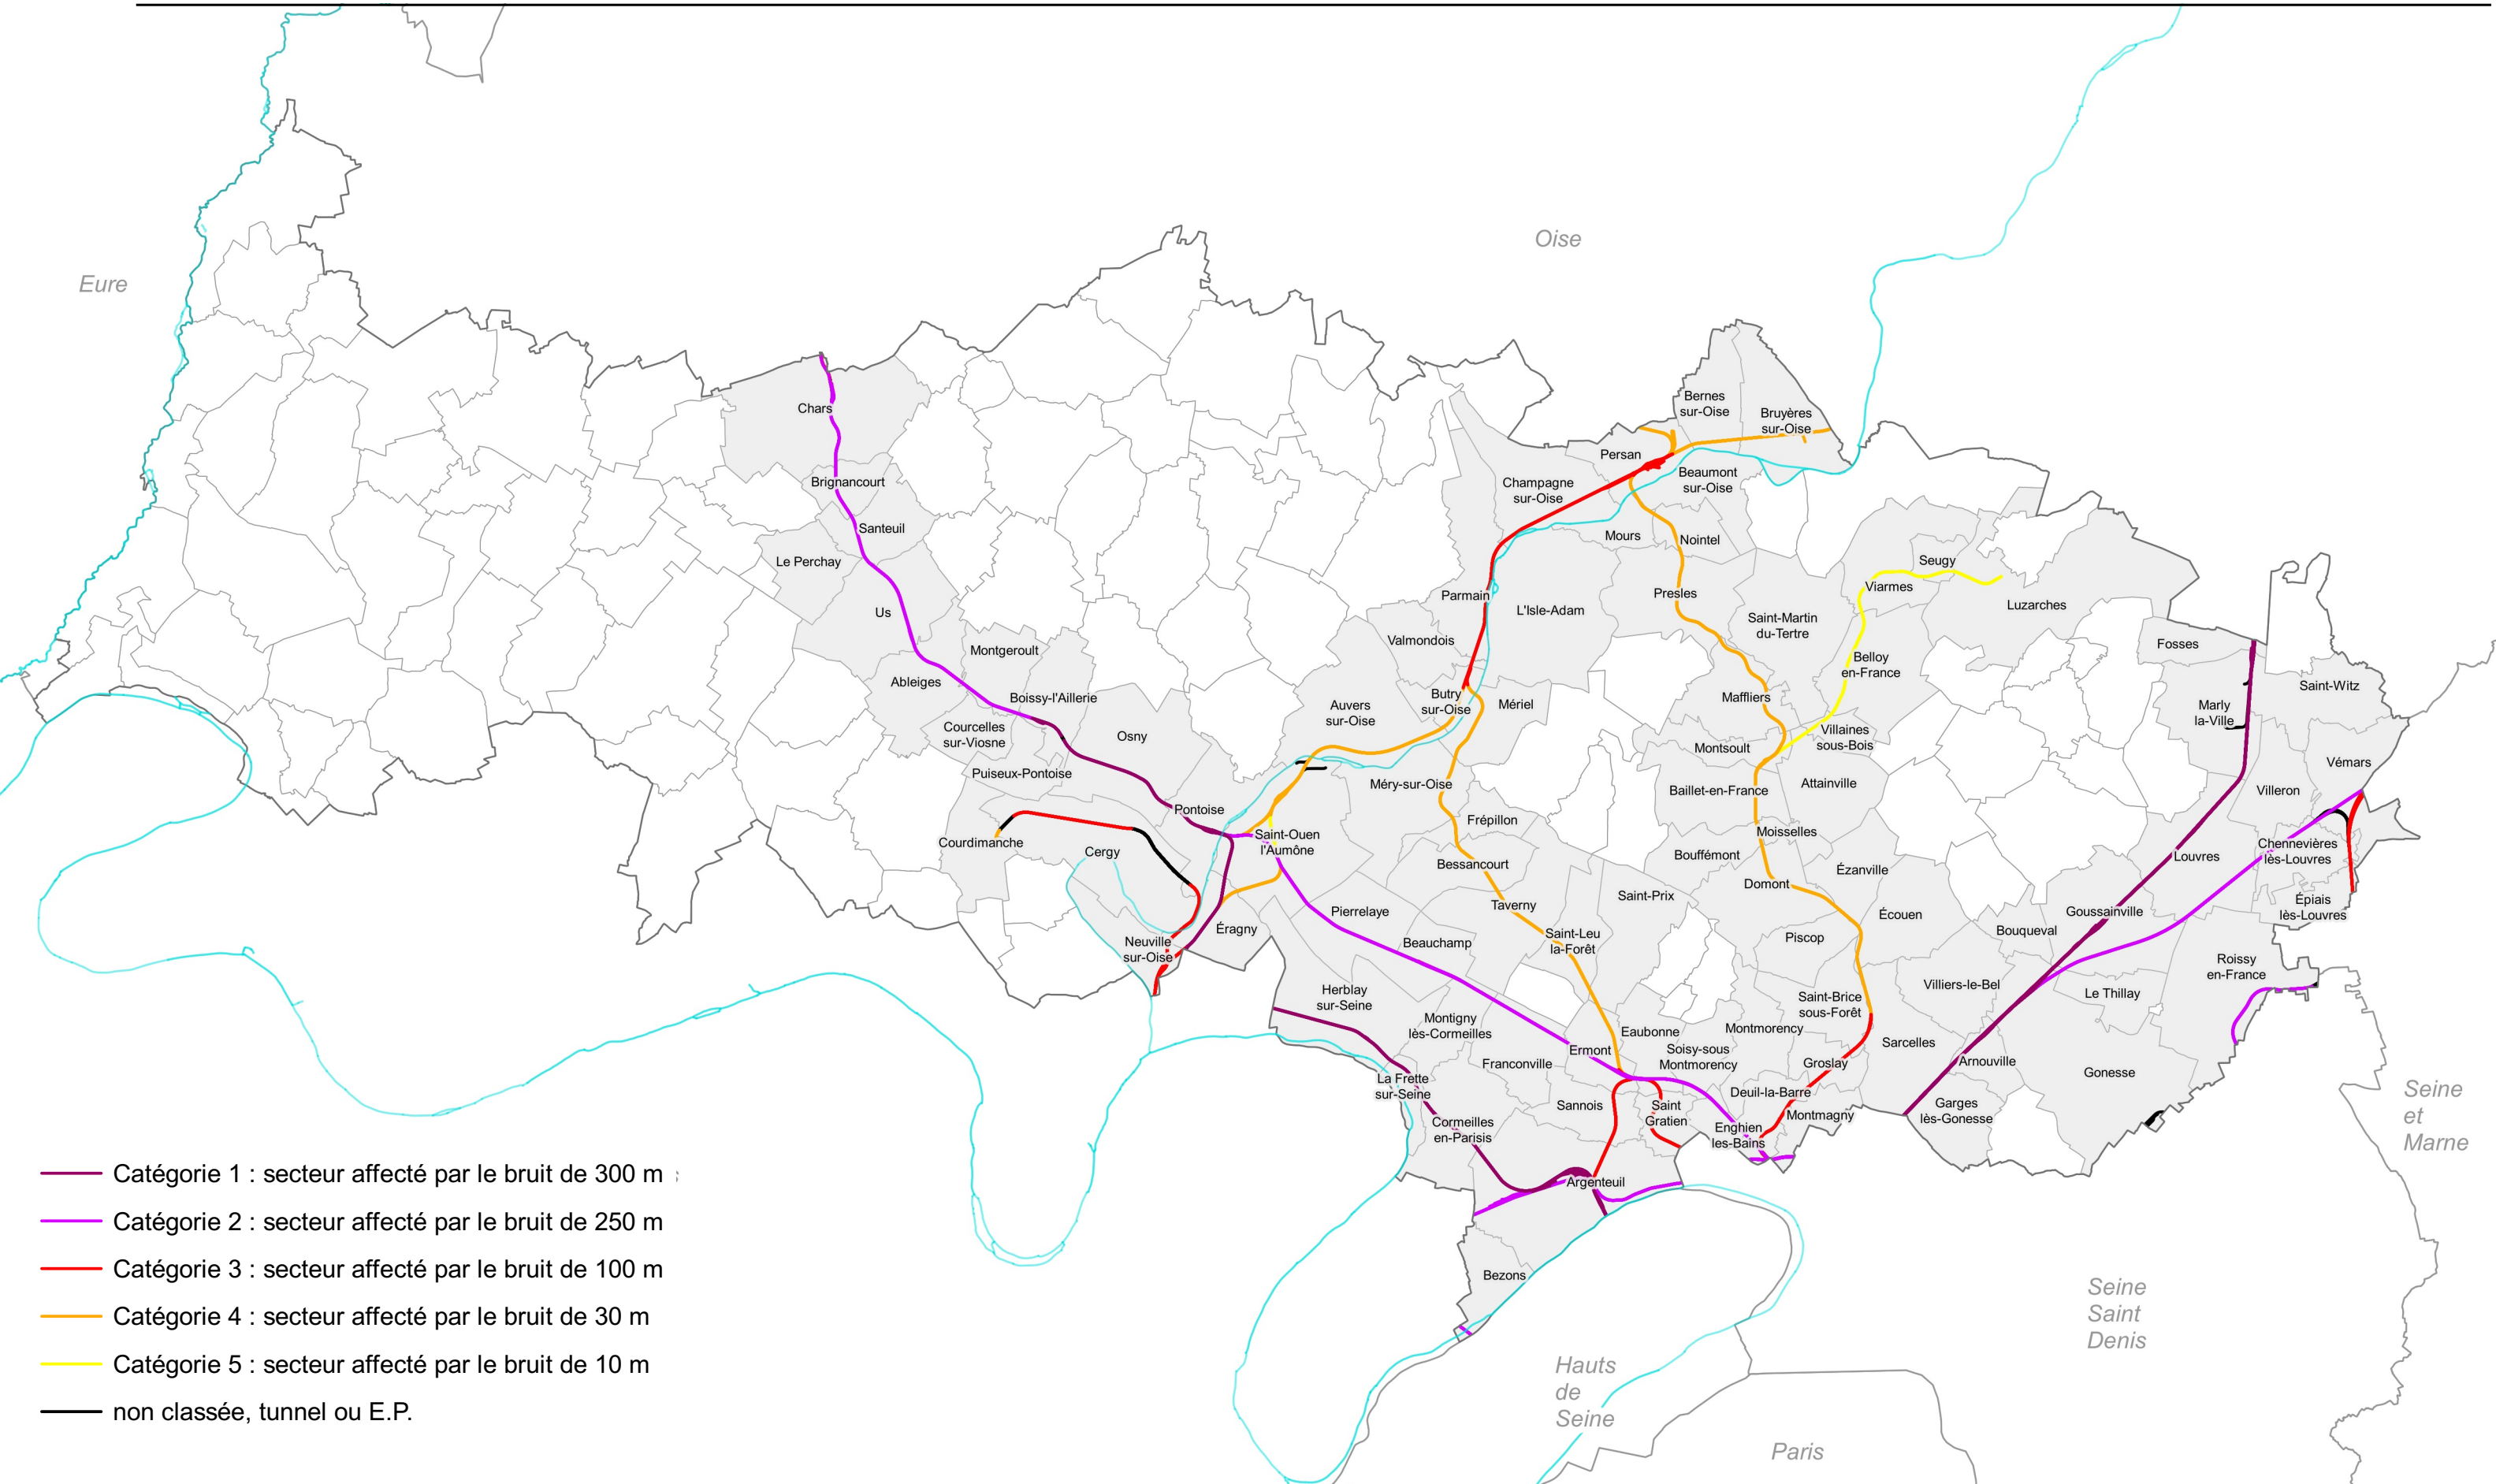 Oise
Eure
Chars
Bernes
sur-Oise
Bruyères
sur-Oise
Persan
Brignancourt
Champagne
sur-Oise
Beaumont
sur-Oise
Santeuil
Mours
Nointel
Le Perchay
Seugy
Viarmes
Us
Parmain
L'Isle-Adam
Presles
Luzarches
Saint-Martin
du-Tertre
Montgeroult
Valmondois
Fosses
Belloy
en-France
Ableiges
Boissy-l'Aillerie
Butry
sur-Oise
Mériel
Maffliers
Saint-Witz
Auvers
sur-Oise
Marly
la-Ville
Courcelles
sur-Viosne
Osny
Villaines
sous-Bois
Montsoult
Puiseux-Pontoise
Vémars
Méry-sur-Oise
Baillet-en-France
Attainville
Villeron
Pontoise
Frépillon
Saint-Ouen
l'Aumône
Moisselles
Courdimanche
Cergy
Bouffémont
Chennevières
lès-Louvres
Louvres
Bessancourt
Ézanville
Domont
Saint-Prix
Épiais
lès-Louvres
Taverny
Pierrelaye
Écouen
Goussainville
Éragny
Saint-Leu
la-Forêt
Piscop
Bouqueval
Neuville
sur-Oise
Beauchamp
Roissy
en-France
Herblay
sur-Seine
Villiers-le-Bel
Le Thillay
Saint-Brice
sous-Forêt
Montigny
lès-Cormeilles
Eaubonne
Montmorency
Sarcelles
Ermont
Soisy-sous
Montmorency
Franconville
Groslay
Arnouville
Gonesse
La Frette
sur-Seine
Deuil-la-Barre
Seine
et
Marne
Sannois
Saint
Gratien
Montmagny
Garges
lès-Gonesse
Cormeilles
en-Parisis
Enghien
les-Bains
Argenteuil
Bezons
Seine
Saint
Denis
Hauts
de
Seine
Paris
Catégorie 1 : secteur affecté par le bruit de 300 m
Catégorie 2 : secteur affecté par le bruit de 250 m
Catégorie 3 : secteur affecté par le bruit de 100 m
Catégorie 4 : secteur affecté par le bruit de 30 m
Catégorie 5 : secteur affecté par le bruit de 10 m
non classée, tunnel ou E.P.